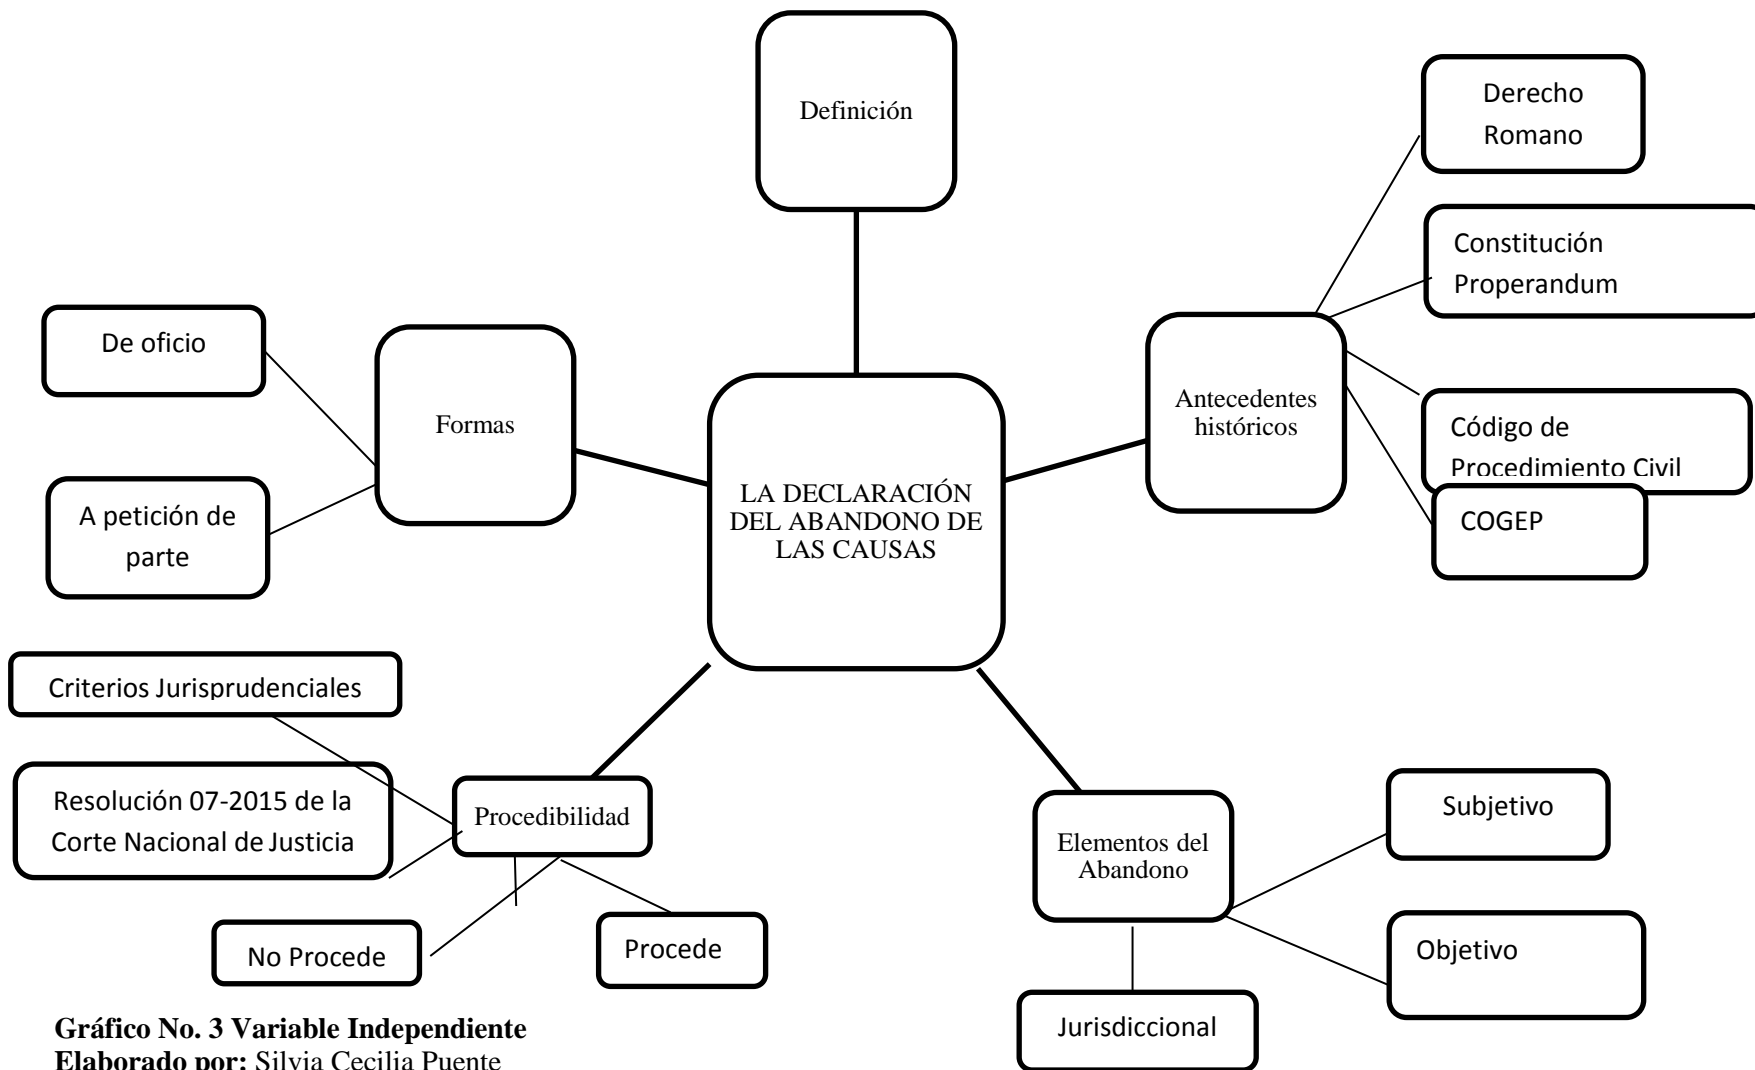 Definición
Derecho
Romano
Constitución
Properandum
De oficio
Formas
Antecedentes
históricos
Código de
Procedimiento Civil
COGEP
A petición de
parte
LA DECLARACIÓN
DEL ABANDONO DE
LAS CAUSAS
Criterios Jurisprudenciales
Resolución 07-2015 de la
Corte Nacional de Justicia
Procedibilidad
Elementos del
Abandono
Subjetivo
No Procede
Procede
Objetivo
Jurisdiccional
Gráfico No. 3 Variable Independiente
Elaborado por: Silvia Cecilia Puente